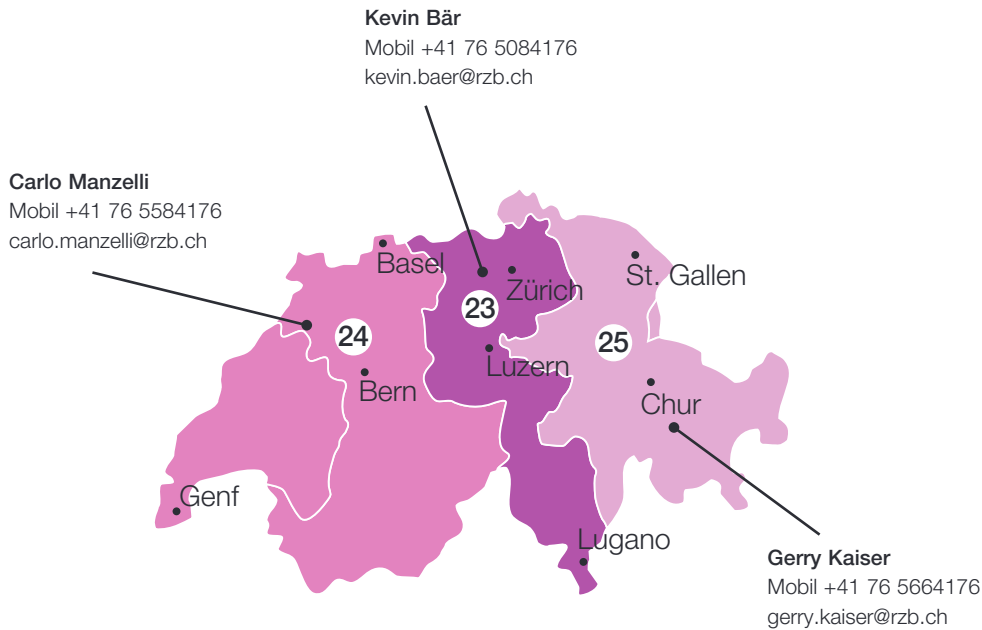 Kevin Bär
Mobil +41 76 5084176
kevin.baer@rzb.ch
Carlo Manzelli
Mobil +41 76 5584176
carlo.manzelli@rzb.ch
Basel
St. Gallen
Zürich
23
24
25
Luzern
Bern
Chur
Genf
Lugano
Gerry Kaiser
Mobil +41 76 5664176
gerry.kaiser@rzb.ch